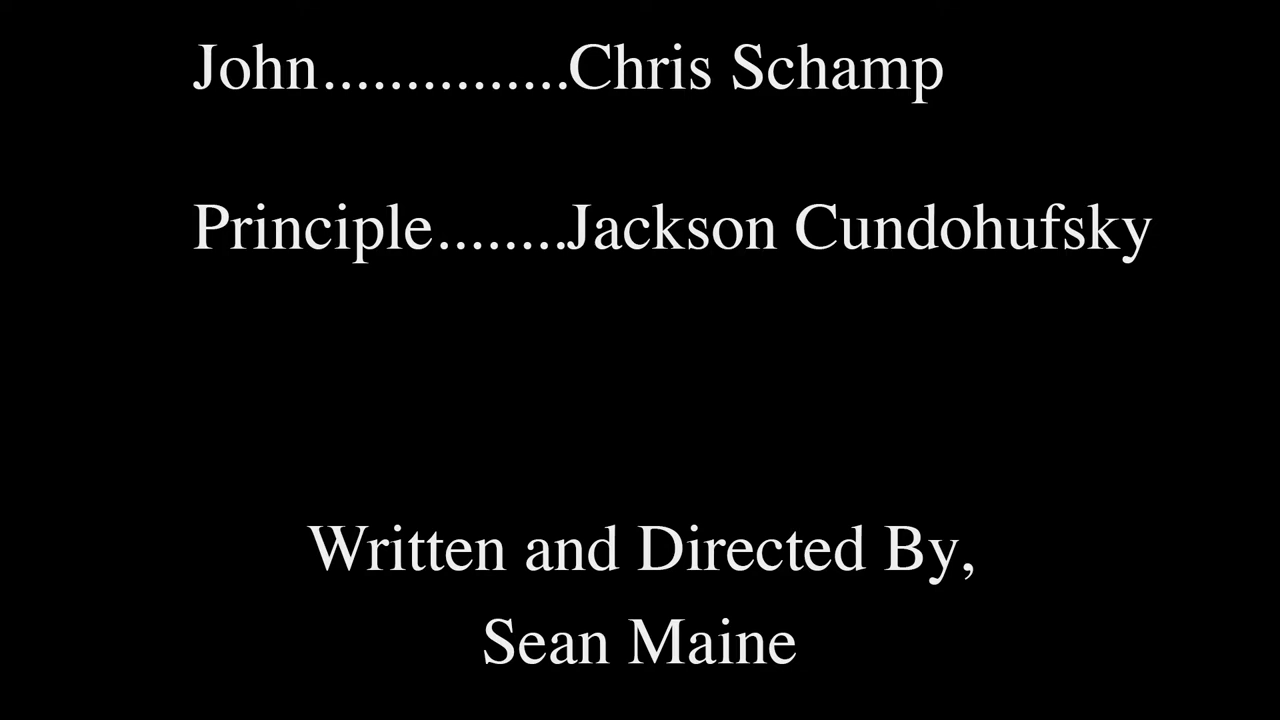 John...............Chris Schamp
Principle........Jackson Cundohufsky
Written and Directed By,
Sean Maine